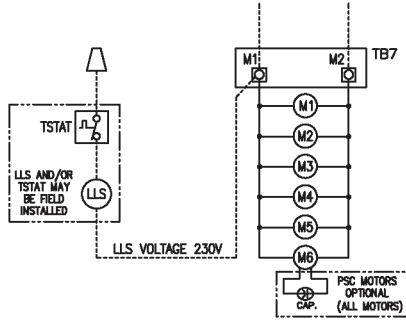 M1 M2 TB7
TSTAT
M1
M2
LLS AND/OR
TSTAT MAY
BE FIELD
INSTALLED
LLS
M3
M4
M5
LLS VOLTAGE 230V
M6
PSC MOTORS
OPTIONAL
(ALL MOTORS)
CAP.